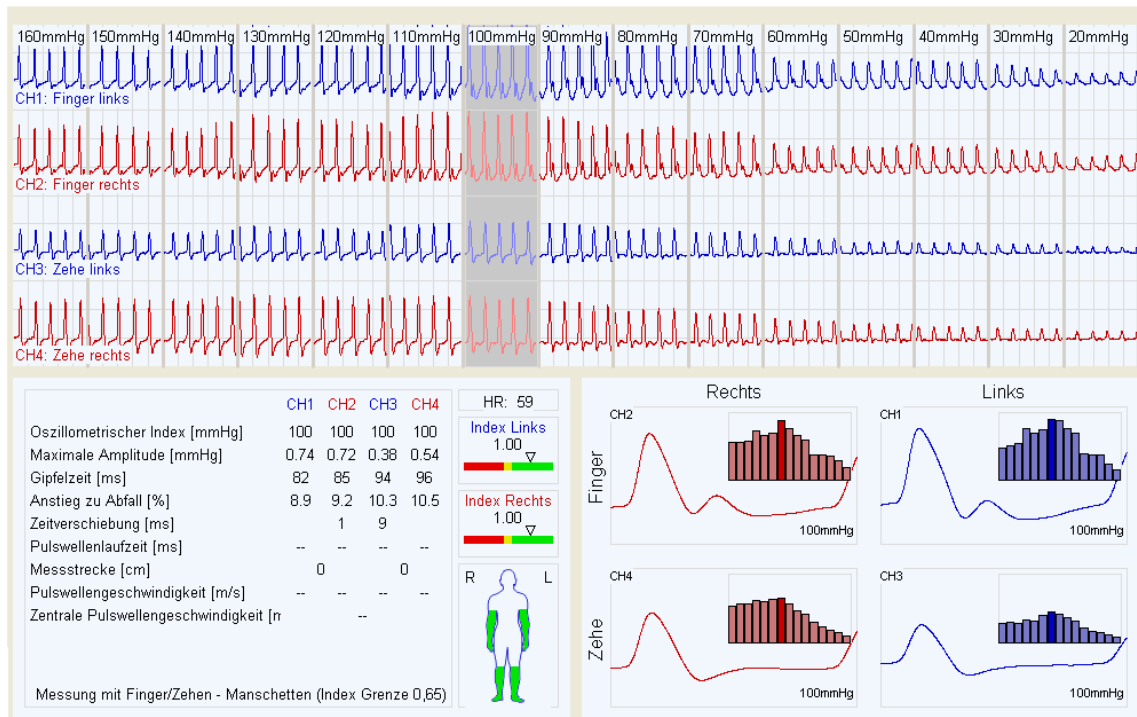 160mmHg 150mmHg 140mmHg 130mmHg 120mmHg 110mmHg 100mmHg 90mmHg 80mmHg 70mmHg 60mmHg 50mmHg 40mmHg 30mmHg 20mmHg
CH1: Finger links
CH2: Finger rechts
CH3: Zehe links
CH4: Zehe rechts
CH1 CH2 CH3 CH4
Oszillometrischer Index [mmHg] 100 100 100 100
Maximale Amplitude [mmHg] 0.74 0.72 0.38 0.54
Gipfelzeit [ms] 82 85 94 96
Anstieg zu Abfall [%] 8.9 9.2 10.3 10.5
Zeitverschiebung [ms] 1 9
Pulswellenlaufzeit [ms] -- -- -- --
Messstrecke [cm] 0 0
Pulswellengeschwindigkeit [m/s] -- -- -- --
Zentrale Pulswellengeschwindigkeit [m --
Messung mit Finger/Zehen - Manschetten (Index Grenze 0,65)
HR: 59
Index Links
1.00
Index Rechts
1.00
R L
Rechts Links
Finger
CH2
100mmHg
CH1
100mmHg
Zehe
CH4
100mmHg
CH3
100mmHg